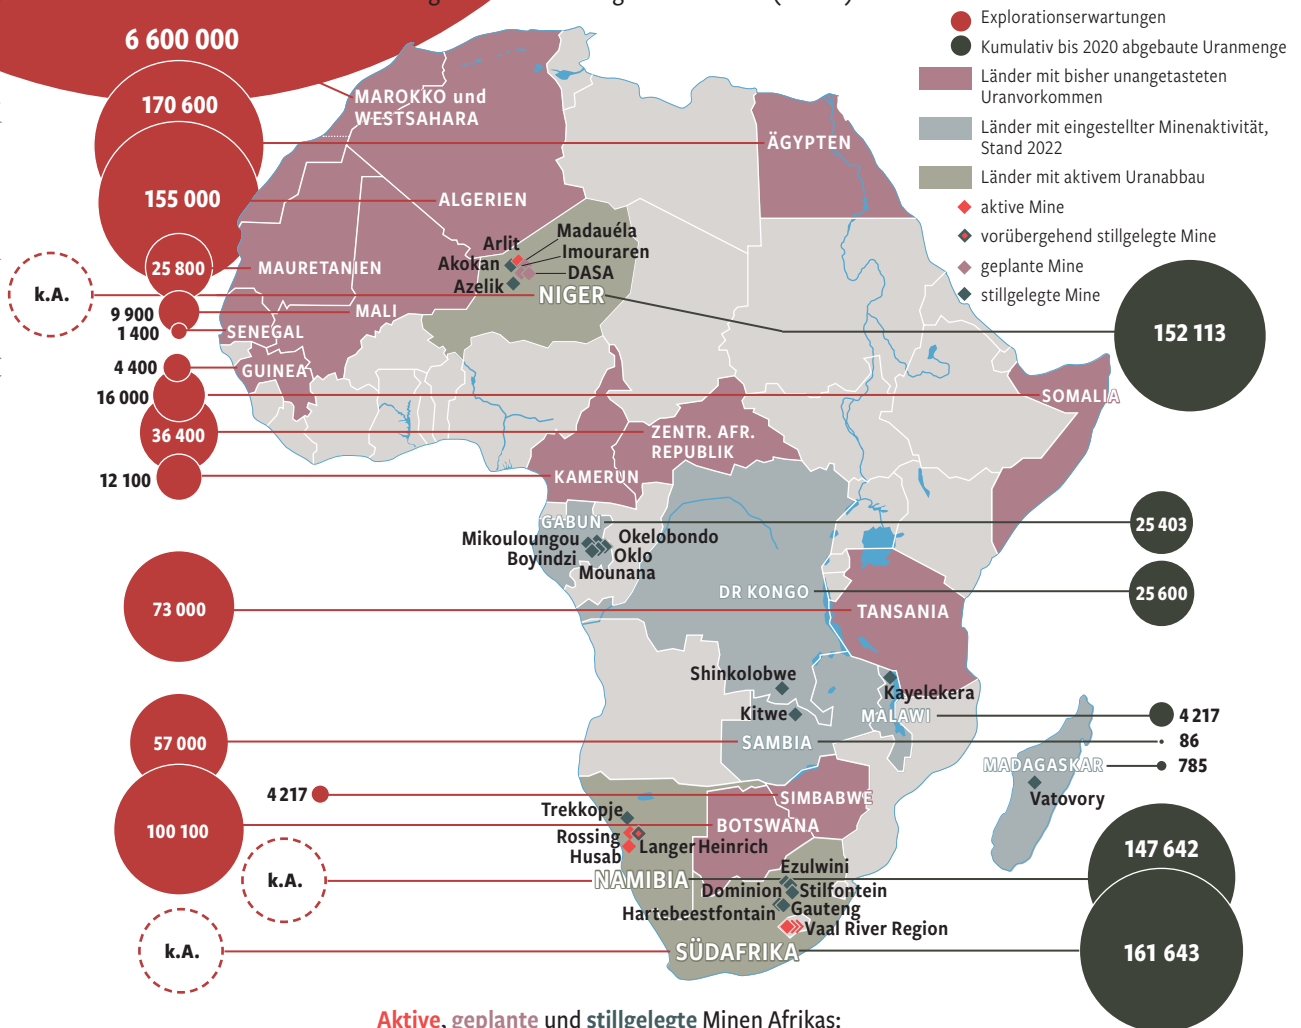 Explorationserwartungen
Kumulativ bis 2020 abgebaute Uranmenge
Länder mit bisher unangetasteten
Uranvorkommen
Länder mit eingestellter Minenaktivität,
Stand 2022
Länder mit aktivem Uranabbau
aktive Mine
vorübergehend stillgelegte Mine
geplante Mine
stillgelegte Mine
6 600 000
170 600
155 000
25 800
k.A.
9 900
1 400
4 400
16 000
36 400
12 100
73 000
57 000
4 217
100 100
k.A.
k.A.
MAROKKO und
WESTSAHARA
ÄGYPTEN
ALGERIEN
MAURETANIEN
MALI
SENEGAL
GUINEA
NIGER
Arlit
Akokan
Azelik
Madauéla
Imouraren
DASA
SOMALIA
ZENTR. AFR.
REPUBLIK
KAMERUN
GABUN
Mikouloungou
Boyindzi
Okelobondo
Oklo
Mounana
DR KONGO
TANSANIA
Shinkolobwe
Kitwe
Kayelekera
MALAWI
SAMBIA
MADAGASKAR
Vatovory
SIMBABWE
BOTSWANA
Trekkopje
Rossing
Husab
Langer Heinrich
NAMIBIA
Ezulwini
Dominion
Stilfontein
Hartebeestfontain
Gauteng
Vaal River Region
SÜDAFRIKA
152 113
25 403
25 600
4 217
86
785
147 642
161 643
Aktive, geplante und stillgelegte Minen Afrikas: